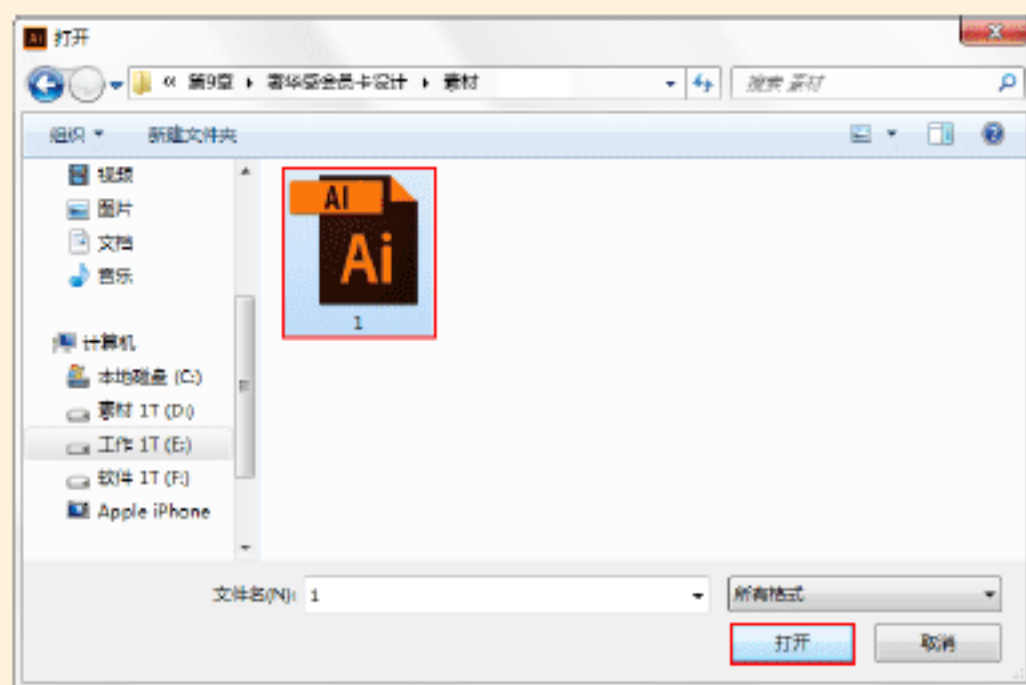 打开
« 第9章 ▸ 奢华感会员卡设计 ▸ 素材
搜索 素材
组织
新建文件夹
视频
图片
文档
音乐
计算机
本地磁盘 (C:)
素材 1T (D:)
工作 1T (E:)
软件 1T (F:)
Apple iPhone
AI
Ai
1
文件名(N): 1
所有格式
打开
取消